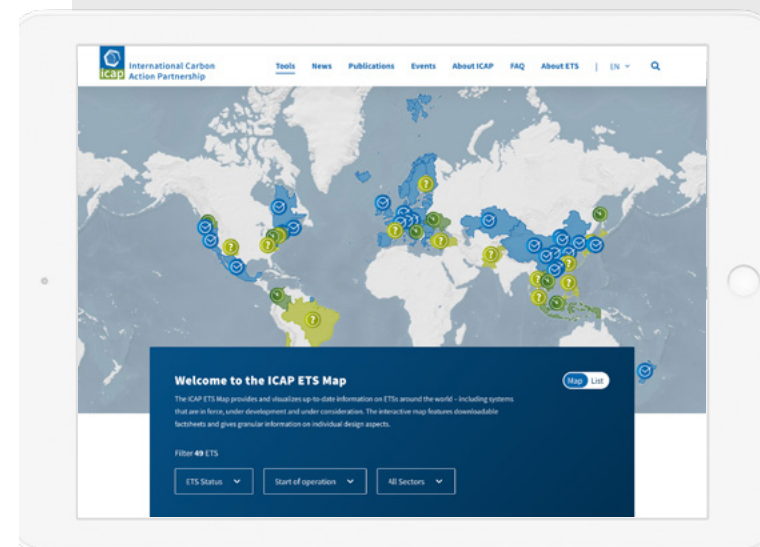 icap
International Carbon
Action Partnership
Tools News Publications Events About ICAP FAQ About ETS | EN
Welcome to the ICAP ETS Map
Map List
The ICAP ETS Map provides and visualizes up-to-date information on ETSs around the world – including systems
that are in force, under development and under consideration. The interactive map features downloadable
factsheets and gives granular information on individual design aspects.
Filter 49 ETS
ETS Status Start of operation All Sectors